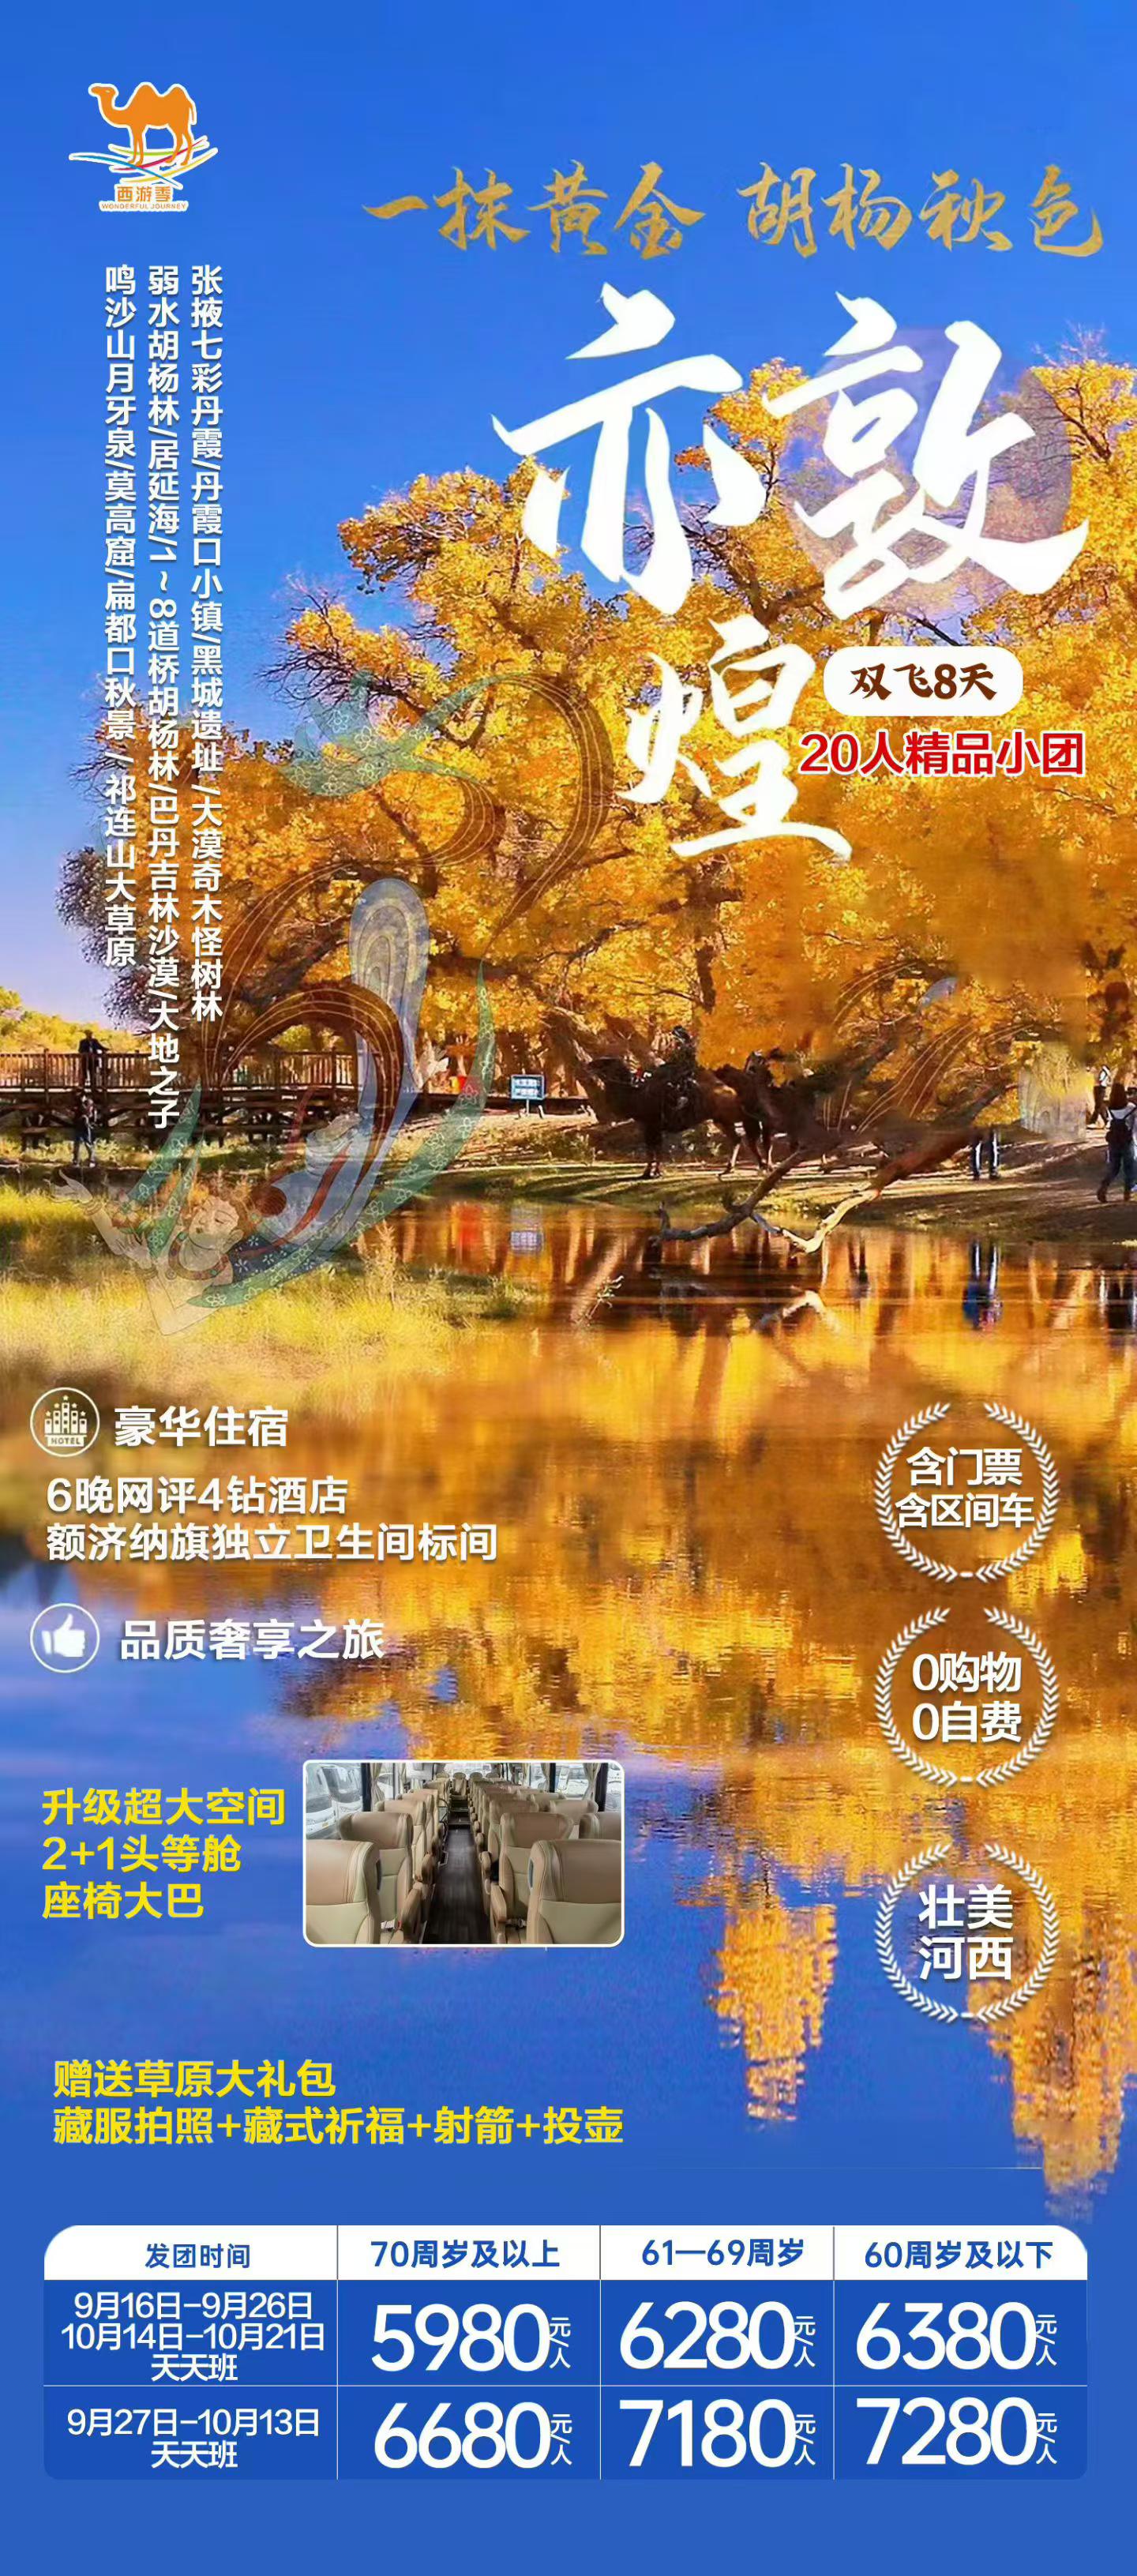 西游季
WONDERFUL JOURNEY
一抹黄金 胡杨秋色
亦敦煌
双飞8天
20人精品小团
张掖七彩丹霞/丹霞口小镇/黑城遗址/大漠奇木怪树林
弱水胡杨林/居延海/1~8道桥胡杨林/巴丹吉林沙漠/大地之子
鸣沙山月牙泉/莫高窟/扁都口秋景/祁连山大草原
HOTEL
豪华住宿
6晚网评4钻酒店
额济纳旗独立卫生间标间
品质奢享之旅
含门票
含区间车
0购物
0自费
壮美
河西
升级超大空间
2+1头等舱
座椅大巴
赠送草原大礼包
藏服拍照+藏式祈福+射箭+投壶
发团时间 70周岁及以上 61—69周岁 60周岁及以下
9月16日-9月26日
10月14日-10月21日
天天班
5980元/人 6280元/人 6380元/人
9月27日-10月13日
天天班
6680元/人 7180元/人 7280元/人